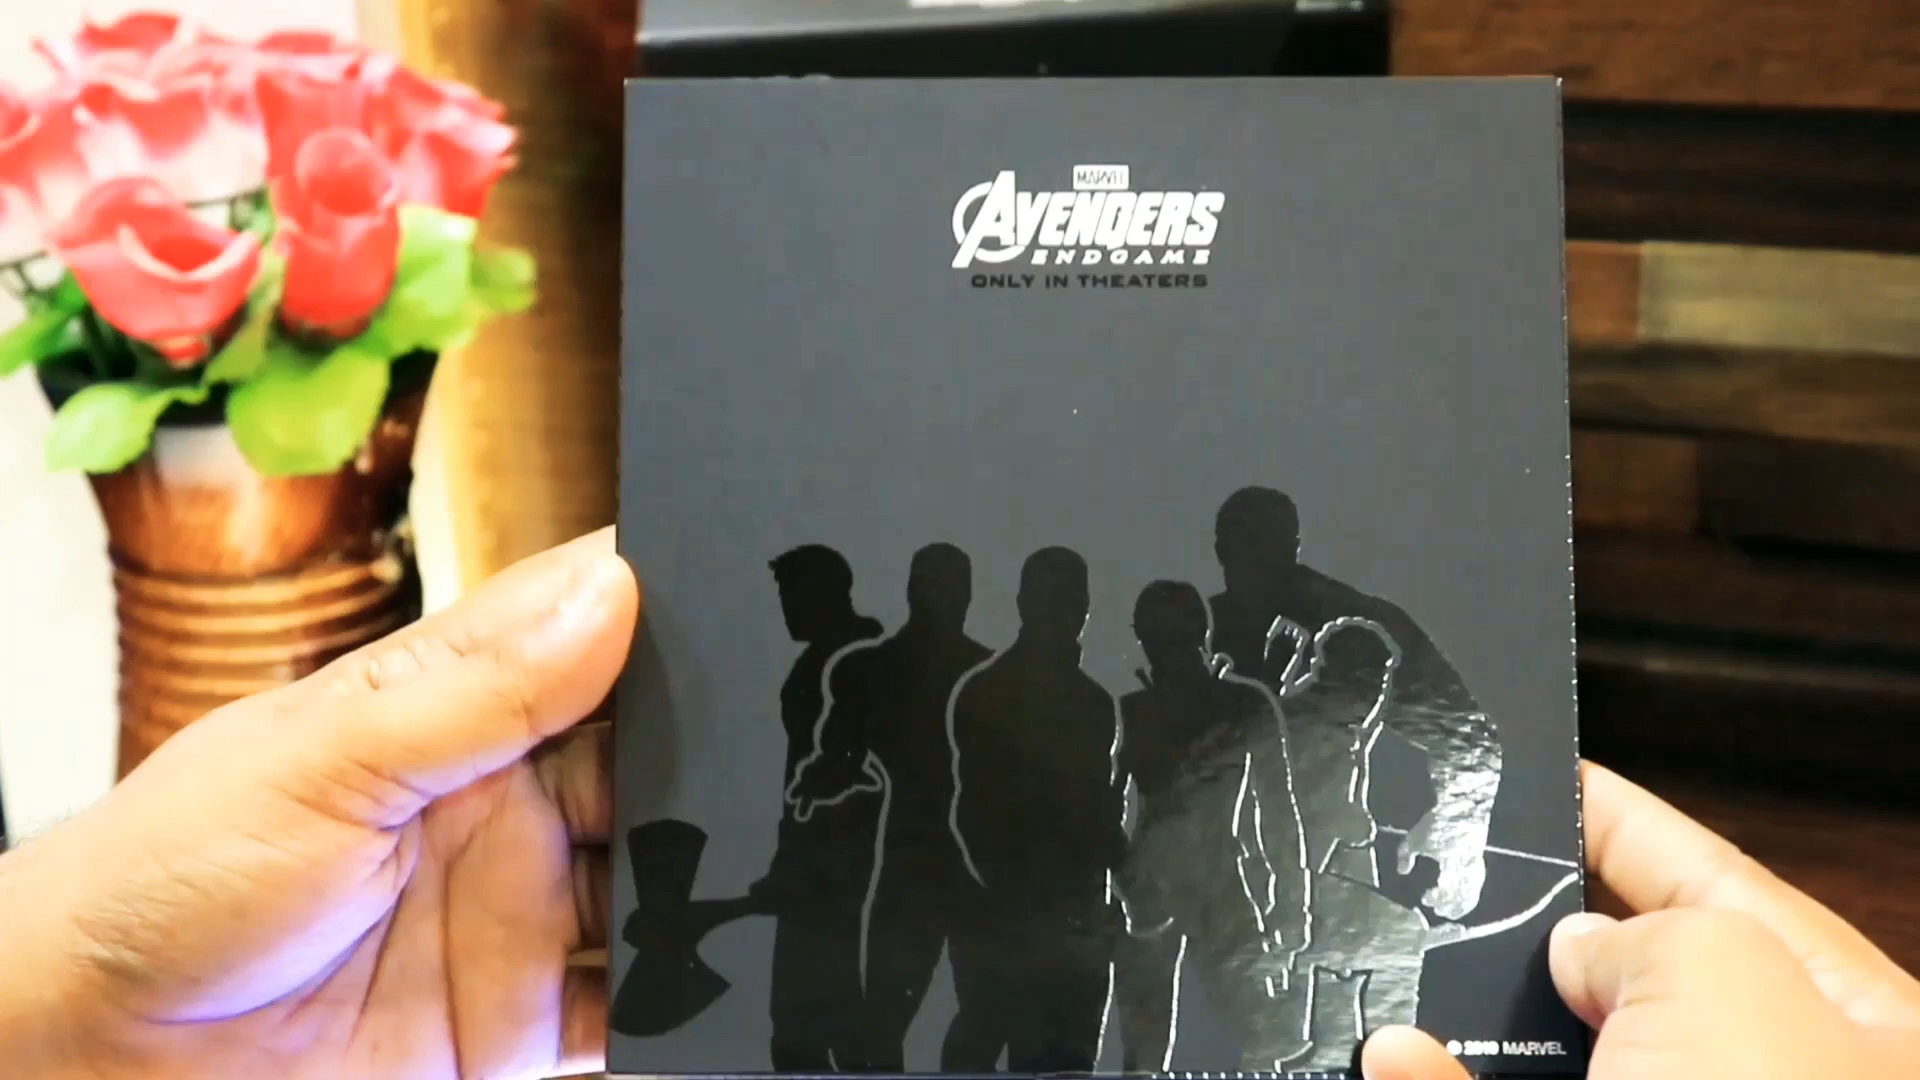 MARVEL
AVENGERS
ENDGAME
ONLY IN THEATERS
© 2019 MARVEL